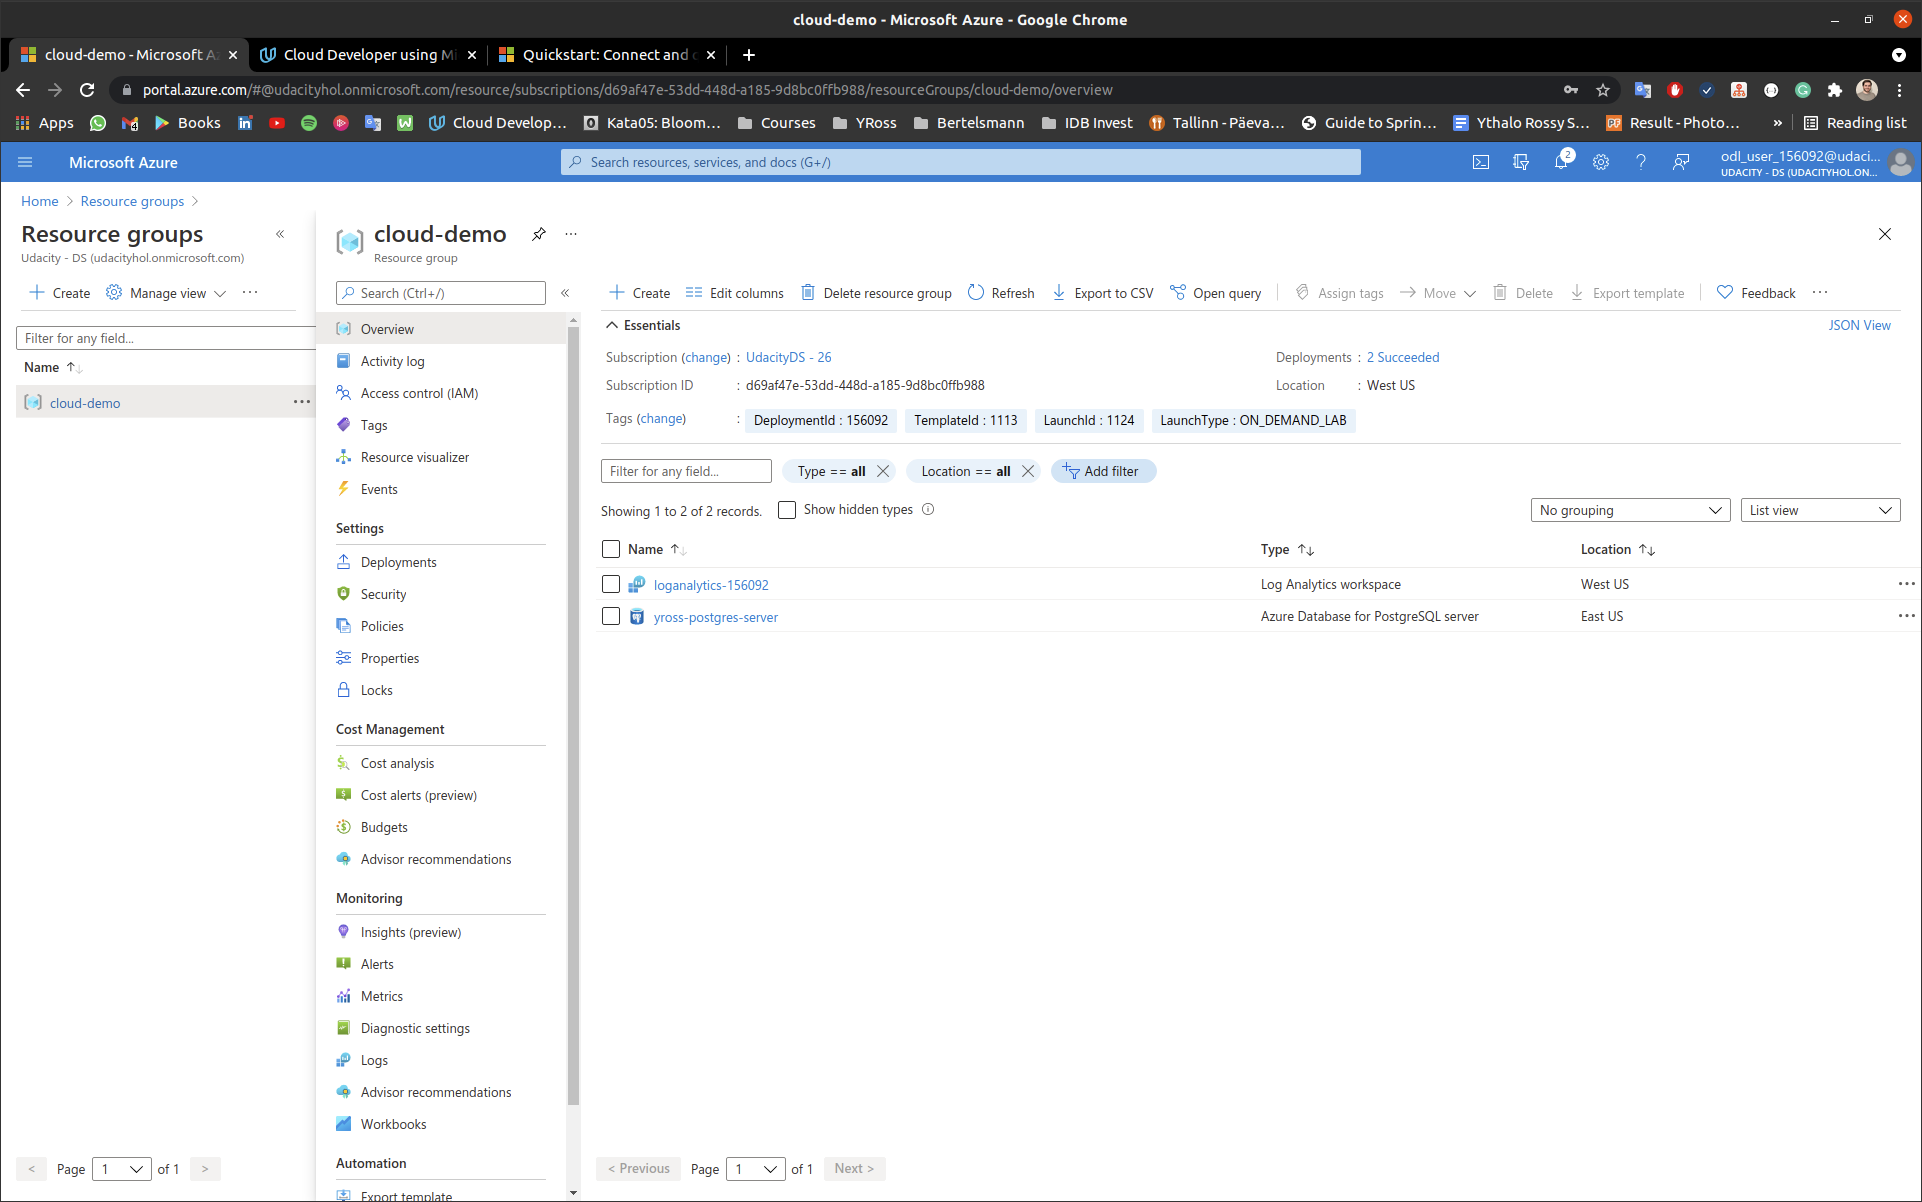 cloud-demo - Microsoft Azure - Google Chrome
cloud-demo - Microsoft A
Cloud Developer using Mi
Quickstart: Connect and
portal.azure.com/#@udacityhol.onmicrosoft.com/resource/subscriptions/d69af47e-53dd-448d-a185-9d8bc0ffb988/resourceGroups/cloud-demo/overview
Apps
4
Books
Cloud Develop...
Kata05: Bloom...
Courses
YRoss
Bertelsmann
IDB Invest
Tallinn - Päeva...
Guide to Sprin...
Ythalo Rossy S...
Result - Photo...
»
Reading list
Microsoft Azure
Search resources, services, and docs (G+/)
2
odl_user_156092@udaci...
UDACITY - DS (UDACITYHOL.ON...
Home > Resource groups >
Resource groups
Udacity - DS (udacityhol.onmicrosoft.com)
+ Create
Manage view
...
Filter for any field...
Name ↑↓
cloud-demo
...
< Page 1 of 1 >
cloud-demo
...
Resource group
Search (Ctrl+/)
«
Overview
Activity log
Access control (IAM)
Tags
Resource visualizer
Events
Settings
Deployments
Security
Policies
Properties
Locks
Cost Management
Cost analysis
Cost alerts (preview)
Budgets
Advisor recommendations
Monitoring
Insights (preview)
Alerts
Metrics
Diagnostic settings
Logs
Advisor recommendations
Workbooks
Automation
Export template
+ Create
Edit columns
Delete resource group
Refresh
Export to CSV
Open query
Assign tags
Move
Delete
Export template
Feedback
...
Essentials
JSON View
Subscription (change) : UdacityDS - 26
Deployments : 2 Succeeded
Subscription ID : d69af47e-53dd-448d-a185-9d8bc0ffb988
Location : West US
Tags (change) : DeploymentId : 156092 TemplateId : 1113 LaunchId : 1124 LaunchType : ON_DEMAND_LAB
Filter for any field...
Type == all
Location == all
Add filter
Showing 1 to 2 of 2 records.
Show hidden types
No grouping
List view
Name ↑↓ Type ↑↓ Location ↑↓
loganalytics-156092 Log Analytics workspace West US ...
yross-postgres-server Azure Database for PostgreSQL server East US ...
< Previous Page 1 of 1 Next >